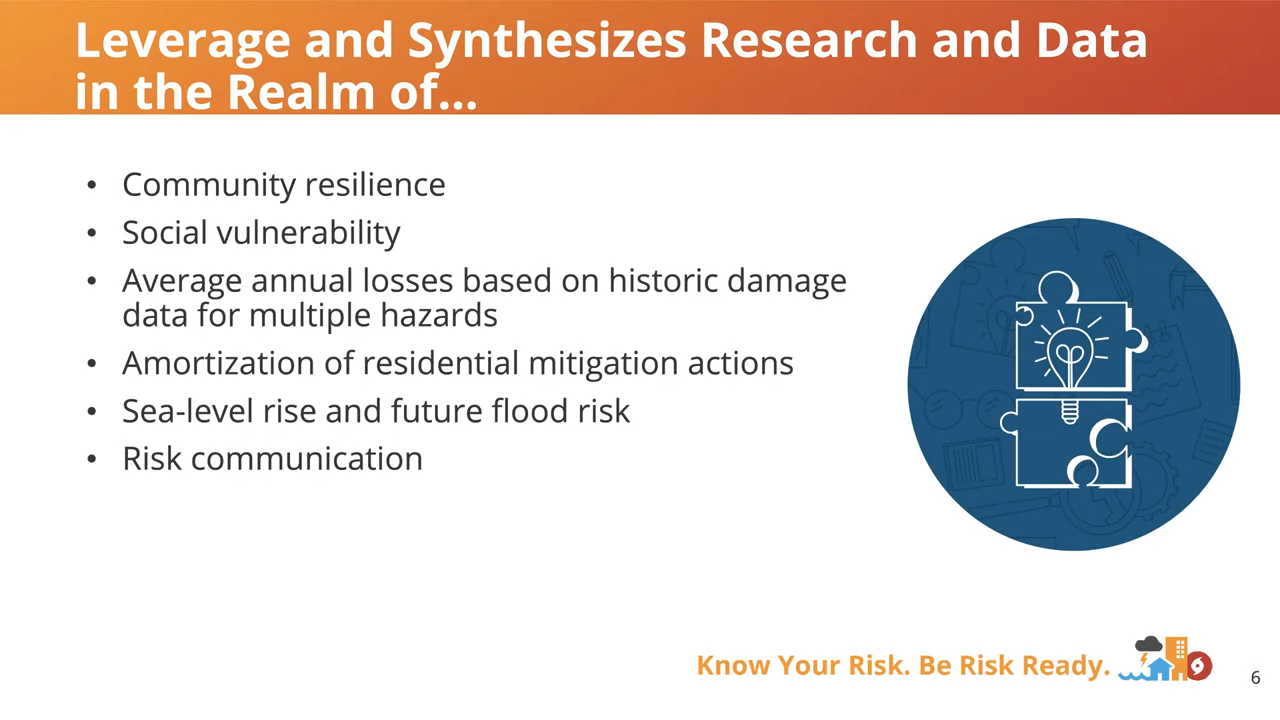 Leverage and Synthesizes Research and Data
in the Realm of...
• Community resilience
• Social vulnerability
• Average annual losses based on historic damage
data for multiple hazards
• Amortization of residential mitigation actions
• Sea-level rise and future flood risk
• Risk communication
Know Your Risk. Be Risk Ready.
6